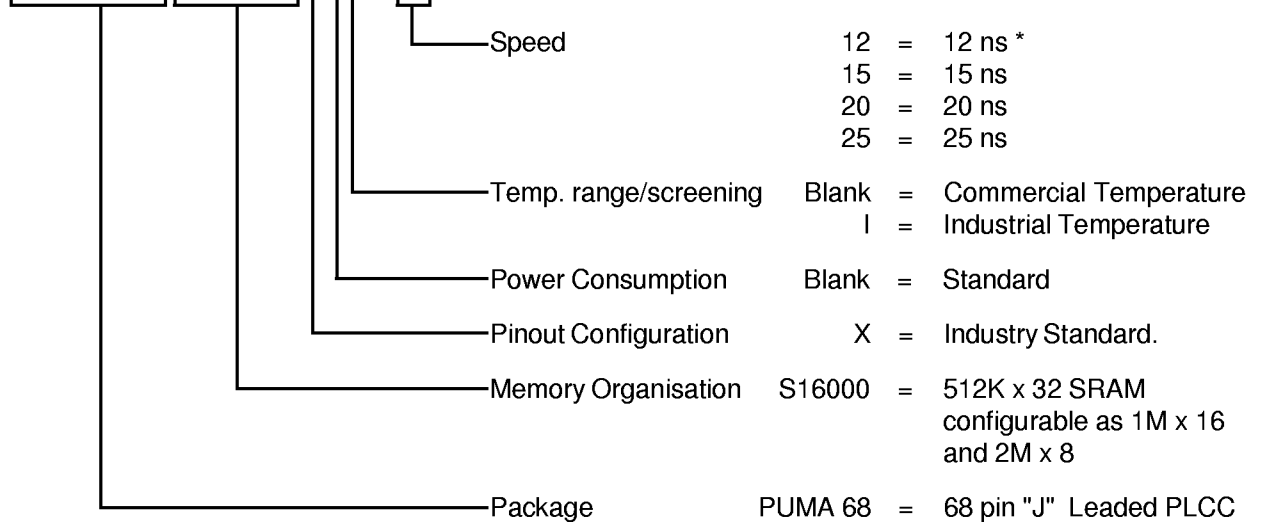 Speed 12 = 12 ns *
15 = 15 ns
20 = 20 ns
25 = 25 ns
Temp. range/screening Blank = Commercial Temperature
I = Industrial Temperature
Power Consumption Blank = Standard
Pinout Configuration X = Industry Standard.
Memory Organisation S16000 = 512K x 32 SRAM
configurable as 1M x 16
and 2M x 8
Package PUMA 68 = 68 pin "J" Leaded PLCC